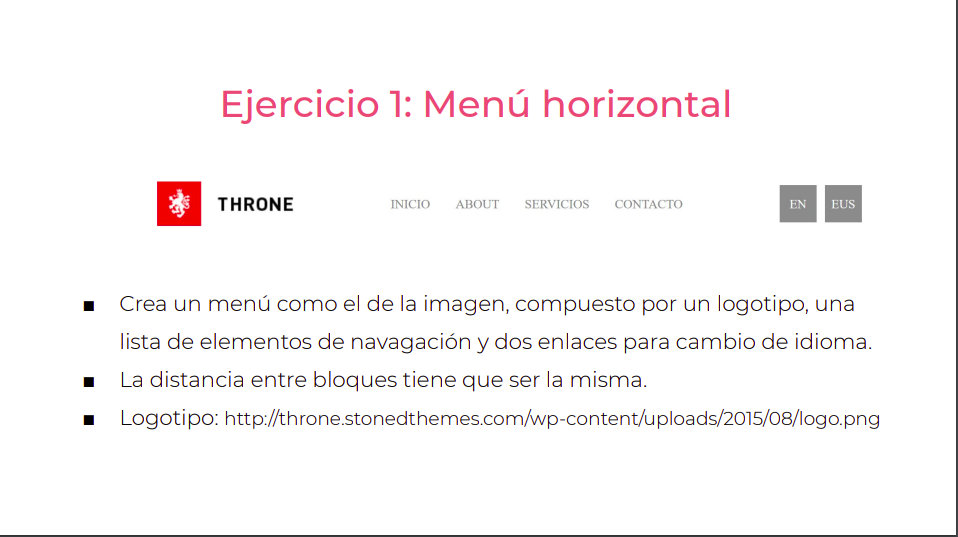 Ejercicio 1: Menú horizontal
THRONE INICIO ABOUT SERVICIOS CONTACTO EN EUS
■ Crea un menú como el de la imagen, compuesto por un logotipo, una
lista de elementos de navagación y dos enlaces para cambio de idioma.
■ La distancia entre bloques tiene que ser la misma.
■ Logotipo: http://throne.stonedthemes.com/wp-content/uploads/2015/08/logo.png